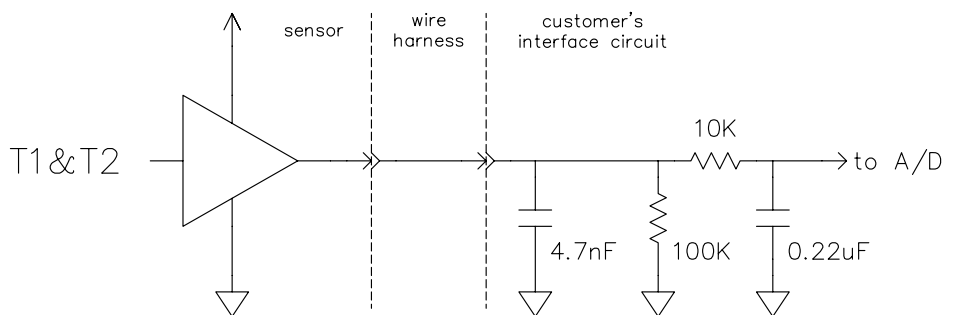 sensor
wire
harness
customer's
interface circuit
T1&T2
10K
to A/D
4.7nF
100K
0.22uF